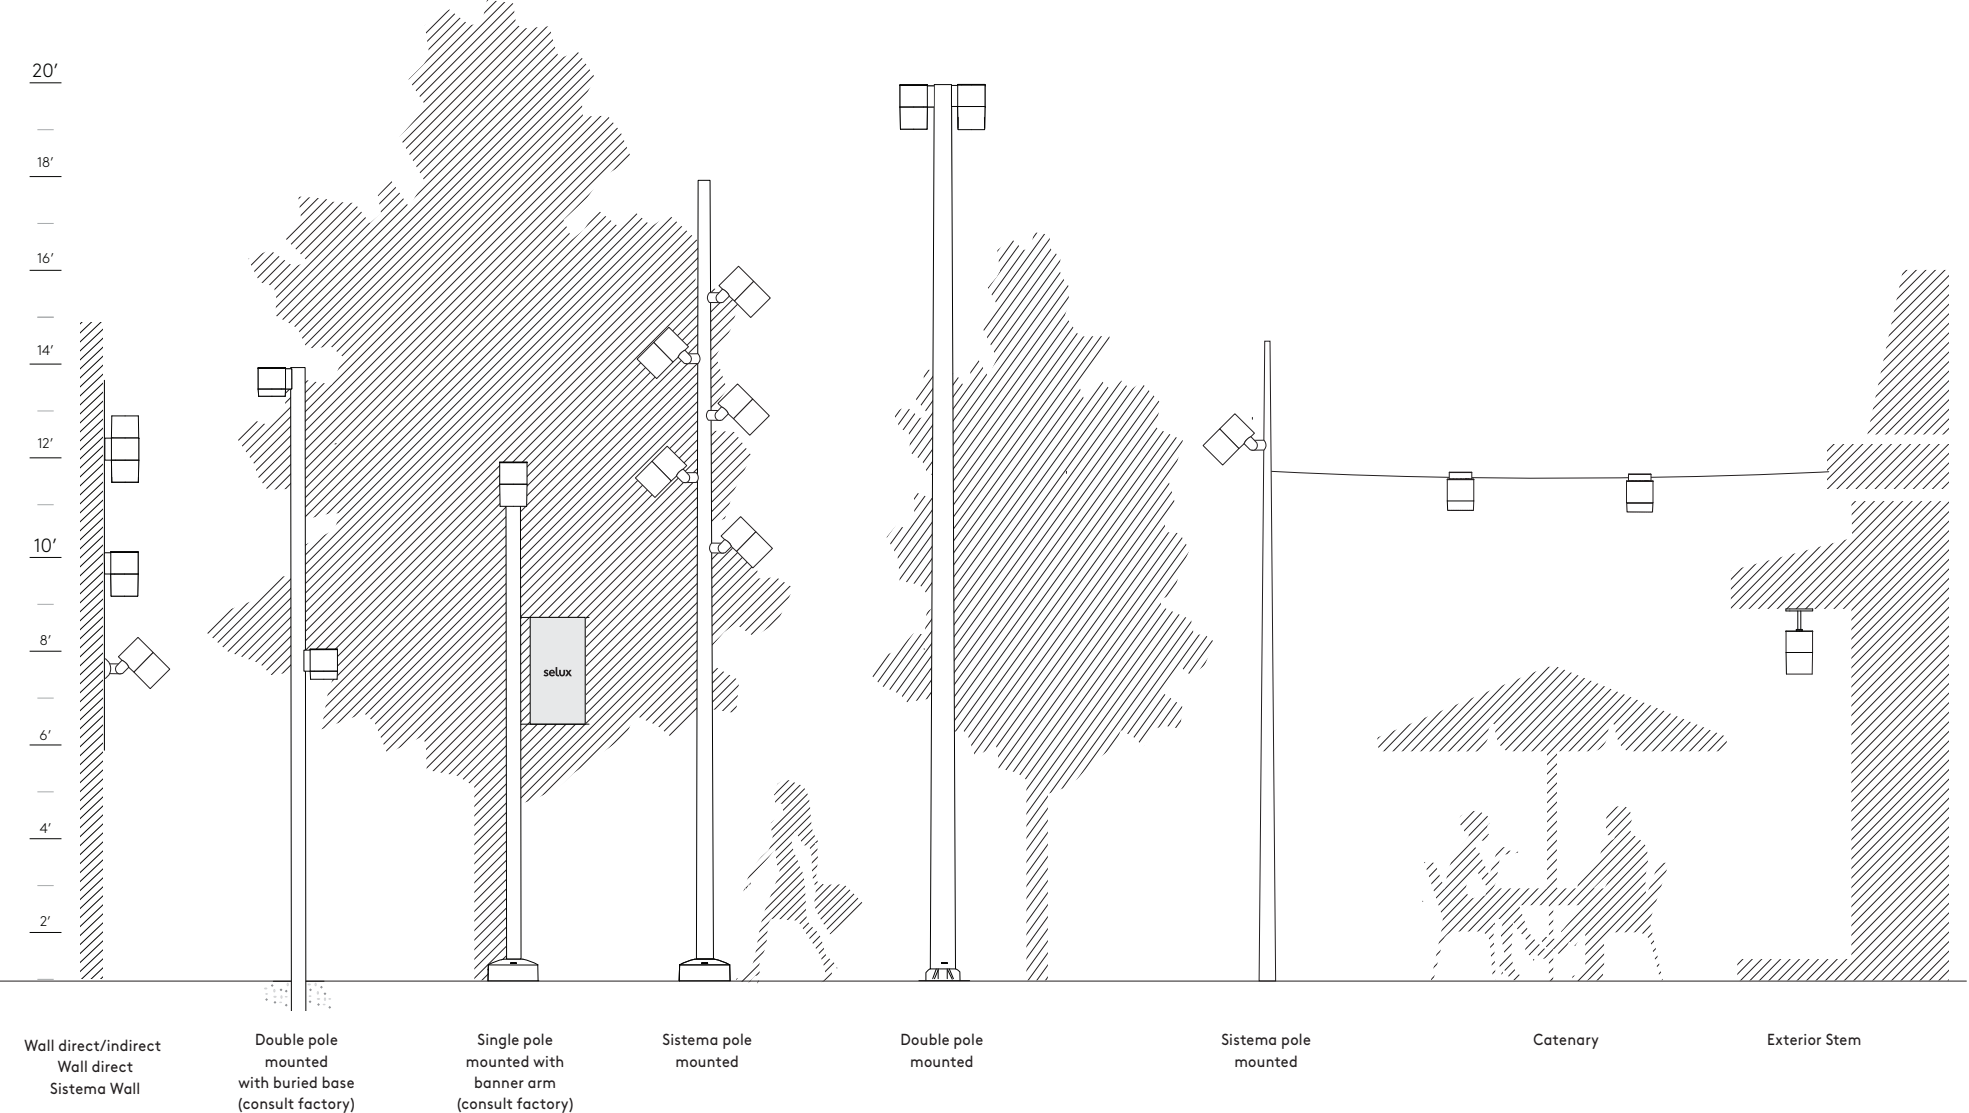 20’
18’
16’
14’
12’
10’
8’
6’
4’
2’
selux
Wall direct/indirect
Wall direct
Sistema Wall
Double pole
mounted
with buried base
(consult factory)
Single pole
mounted with
banner arm
(consult factory)
Sistema pole
mounted
Double pole
mounted
Sistema pole
mounted
Catenary
Exterior Stem